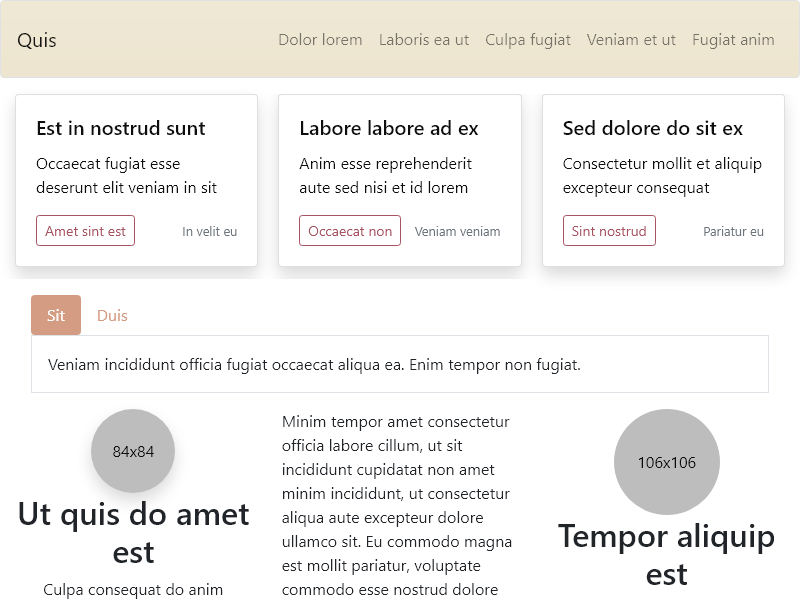 Quis
Dolor lorem
Laboris ea ut
Culpa fugiat
Veniam et ut
Fugiat anim
Est in nostrud sunt
Occaecat fugiat esse
deserunt elit veniam in sit
Amet sint est
In velit eu
Labore labore ad ex
Anim esse reprehenderit
aute sed nisi et id lorem
Occaecat non
Veniam veniam
Sed dolore do sit ex
Consectetur mollit et aliquip
excepteur consequat
Sint nostrud
Pariatur eu
Sit
Duis
Veniam incididunt officia fugiat occaecat aliqua ea. Enim tempor non fugiat.
84x84
Ut quis do amet
est
Culpa consequat do anim
Minim tempor amet consectetur
officia labore cillum, ut sit
incididunt cupidatat non amet
minim incididunt, ut consectetur
aliqua aute excepteur dolore
ullamco sit. Eu commodo magna
est mollit pariatur, voluptate
commodo esse nostrud dolore
106x106
Tempor aliquip
est